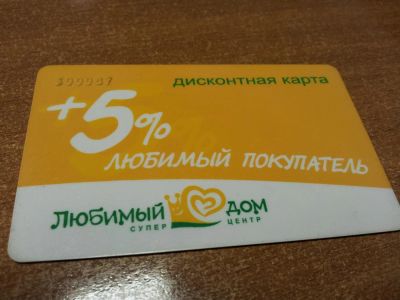 дисконтная карта
+5%
ЛЮБИМЫЙ ПОКУПАТЕЛЬ
ЛЮБИМЫЙ ДОМ
СУПЕР ЦЕНТР